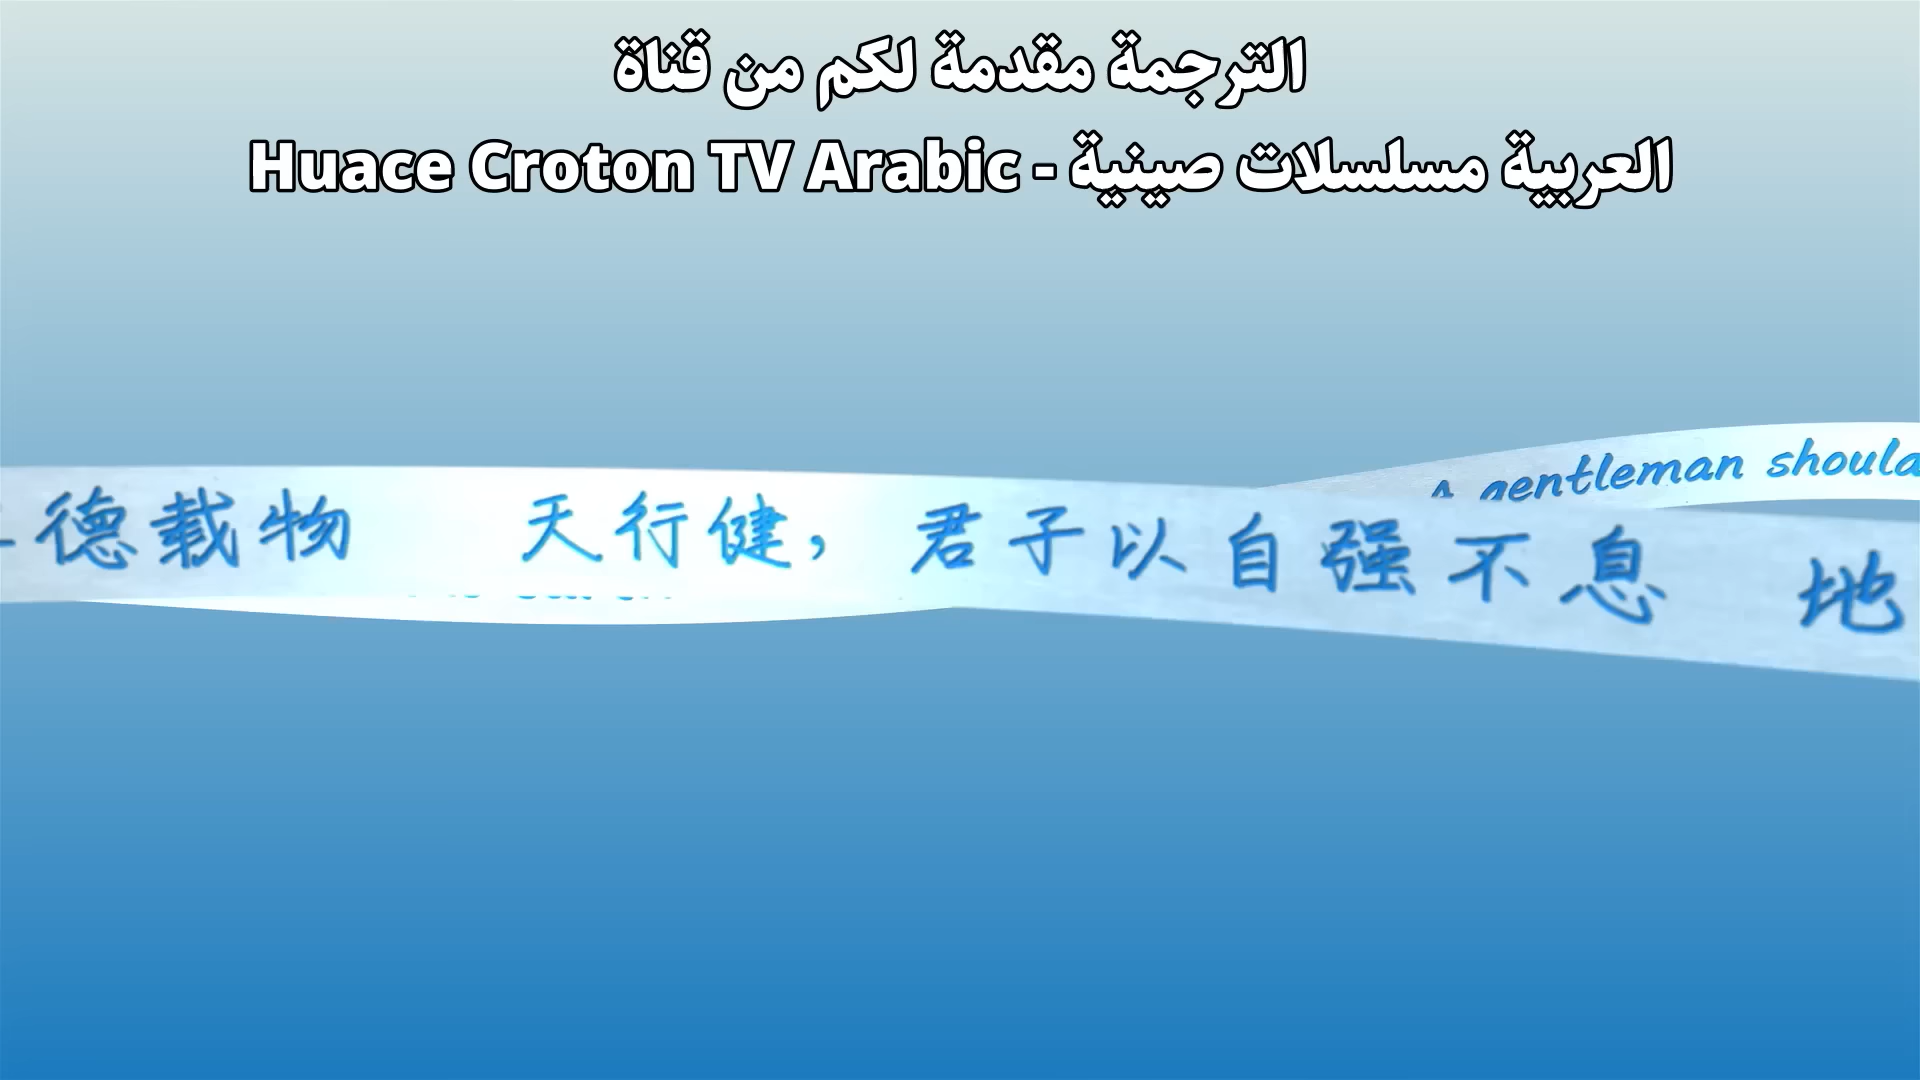 الترجمة مقدمة لكم من قناة
Huace Croton TV Arabic - العربية مسلسلات صينية
gentleman should
德载物 天行健，君子以自强不息 地